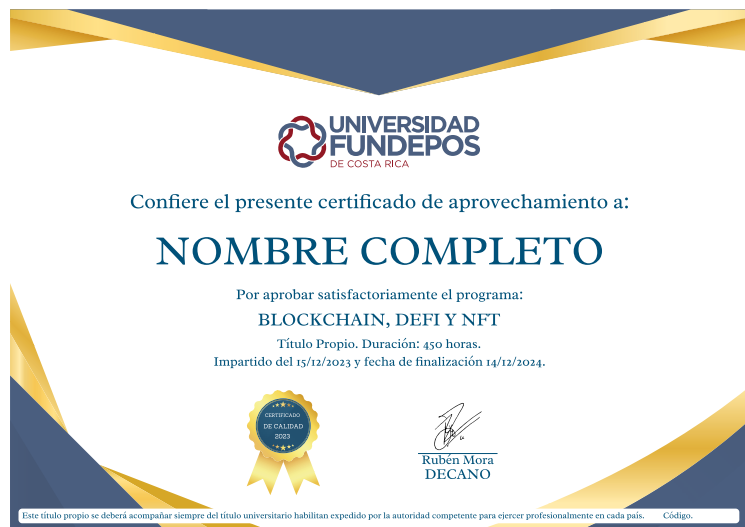 UNIVERSIDAD
FUNDEPOS
DE COSTA RICA
Confiere el presente certificado de aprovechamiento a:
NOMBRE COMPLETO
Por aprobar satisfactoriamente el programa:
BLOCKCHAIN, DEFI Y NFT
Título Propio. Duración: 450 horas.
Impartido del 15/12/2023 y fecha de finalización 14/12/2024.
CERTIFICADO
DE CALIDAD
2023
Rubén Mora
DECANO
Este título propio se deberá acompañar siempre del título universitario habilitan expedido por la autoridad competente para ejercer profesionalmente en cada país. Código.